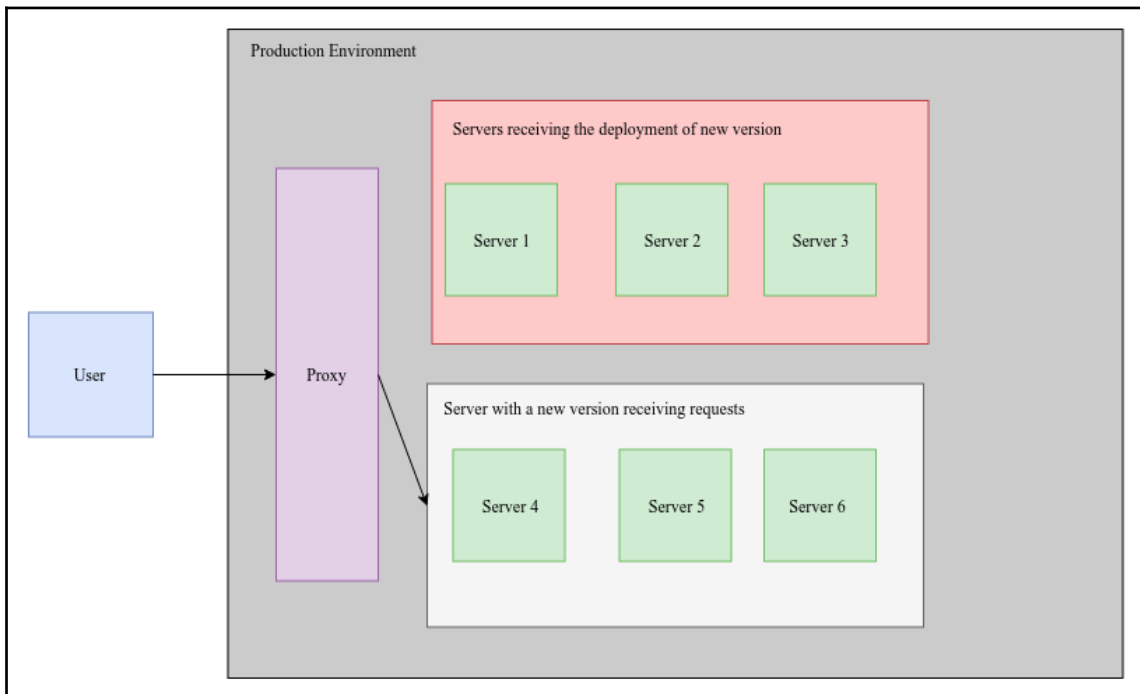 Production Environment
Servers receiving the deployment of new version
Server 1
Server 2
Server 3
User
Proxy
Server with a new version receiving requests
Server 4
Server 5
Server 6